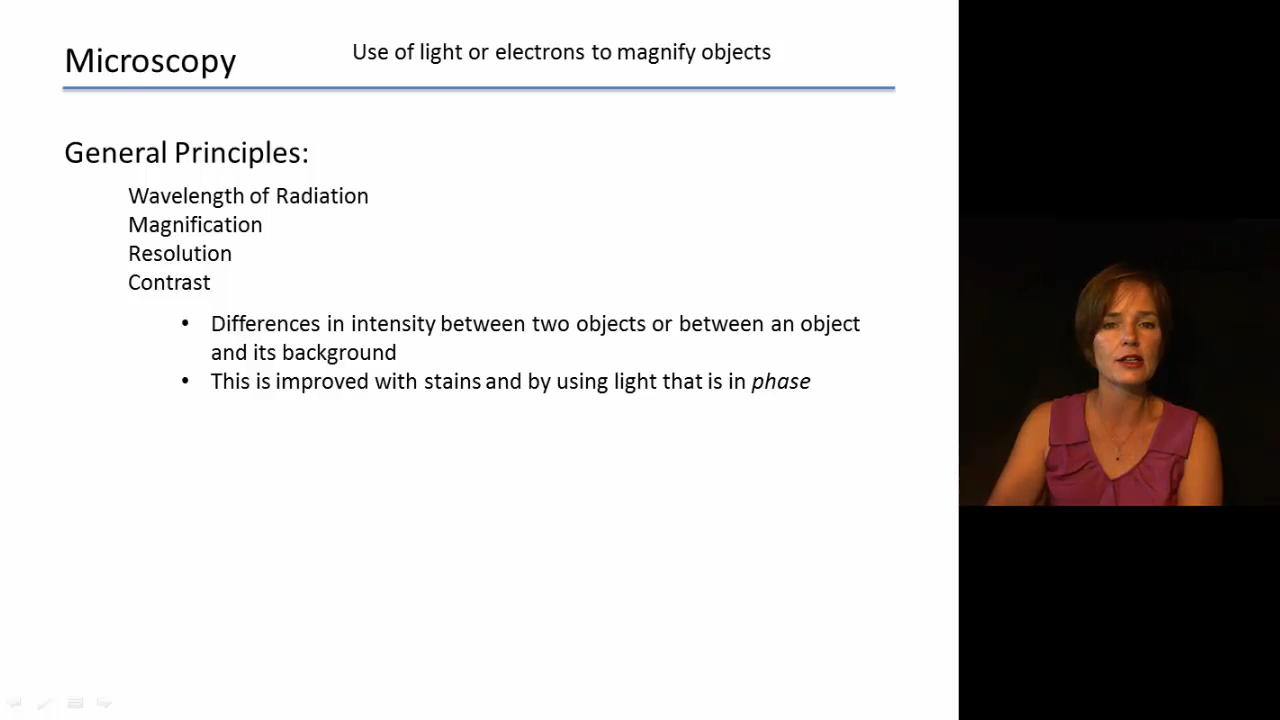 Microscopy
Use of light or electrons to magnify objects
General Principles:
Wavelength of Radiation
Magnification
Resolution
Contrast
• Differences in intensity between two objects or between an object
and its background
• This is improved with stains and by using light that is in phase